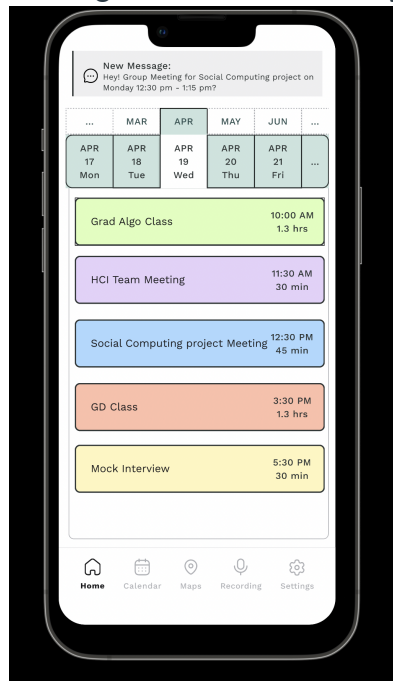 New Message:
Hey! Group Meeting for Social Computing project on
Monday 12:30 pm - 1:15 pm?
... MAR APR MAY JUN ...
APR APR APR APR APR
17 18 19 20 21 ...
Mon Tue Wed Thu Fri
Grad Algo Class 10:00 AM
1.3 hrs
HCI Team Meeting 11:30 AM
30 min
Social Computing project Meeting 12:30 PM
45 min
GD Class 3:30 PM
1.3 hrs
Mock Interview 5:30 PM
30 min
Home Calendar Maps Recording Settings